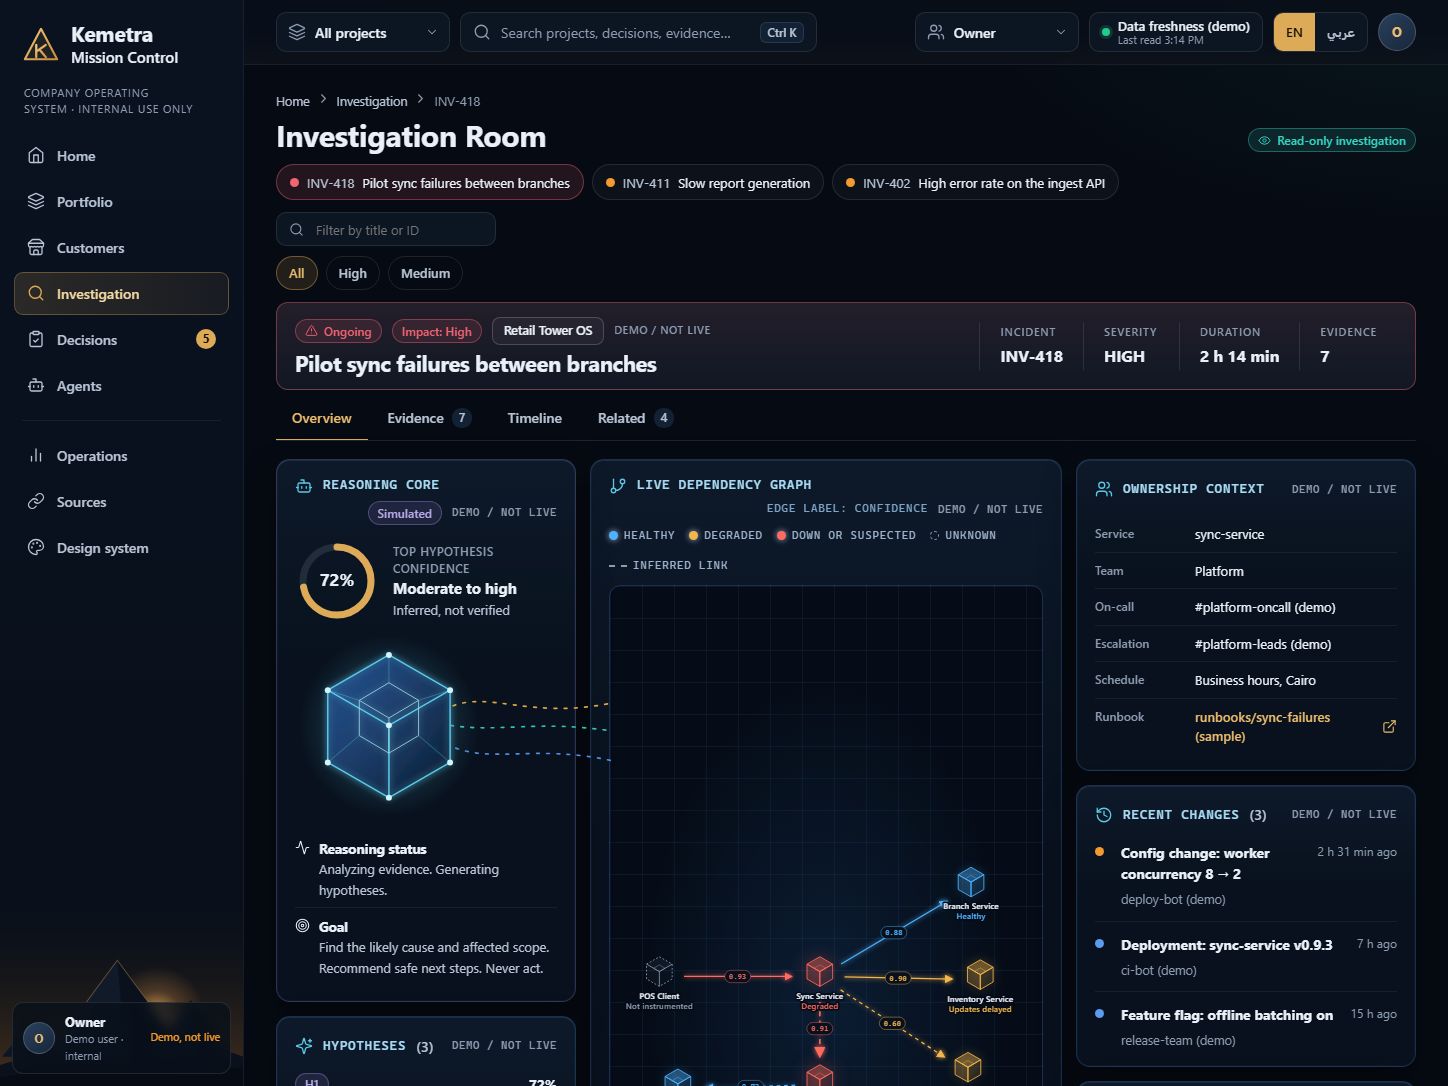 Kemetra
Mission Control
COMPANY OPERATING
SYSTEM · INTERNAL USE ONLY
Home
Portfolio
Customers
Investigation
Decisions 5
Agents
Operations
Sources
Design system
Owner
Demo user · internal
Demo, not live
O
All projects
Search projects, decisions, evidence... Ctrl K
Owner
Data freshness (demo)
Last read 3:14 PM
EN عربي
O
Home > Investigation > INV-418
Investigation Room
Read-only investigation
INV-418 Pilot sync failures between branches
INV-411 Slow report generation
INV-402 High error rate on the ingest API
Filter by title or ID
All High Medium
Ongoing Impact: High Retail Tower OS DEMO / NOT LIVE
Pilot sync failures between branches
INCIDENT
INV-418
SEVERITY
HIGH
DURATION
2 h 14 min
EVIDENCE
7
Overview Evidence 7 Timeline Related 4
REASONING CORE
Simulated DEMO / NOT LIVE
72%
TOP HYPOTHESIS
CONFIDENCE
Moderate to high
Inferred, not verified
Reasoning status
Analyzing evidence. Generating
hypotheses.
Goal
Find the likely cause and affected scope.
Recommend safe next steps. Never act.
HYPOTHESES (3) DEMO / NOT LIVE
H1 72%
LIVE DEPENDENCY GRAPH
EDGE LABEL: CONFIDENCE DEMO / NOT LIVE
HEALTHY DEGRADED DOWN OR SUSPECTED UNKNOWN
INFERRED LINK
Branch Service
Healthy
0.88
POS Client
Not instrumented
0.93
Sync Service
Degraded
0.90
Inventory Service
Updates delayed
0.60
0.91
OWNERSHIP CONTEXT DEMO / NOT LIVE
Service sync-service
Team Platform
On-call #platform-oncall (demo)
Escalation #platform-leads (demo)
Schedule Business hours, Cairo
Runbook runbooks/sync-failures
(sample)
RECENT CHANGES (3) DEMO / NOT LIVE
Config change: worker 2 h 31 min ago
concurrency 8 → 2
deploy-bot (demo)
Deployment: sync-service v0.9.3 7 h ago
ci-bot (demo)
Feature flag: offline batching on 15 h ago
release-team (demo)